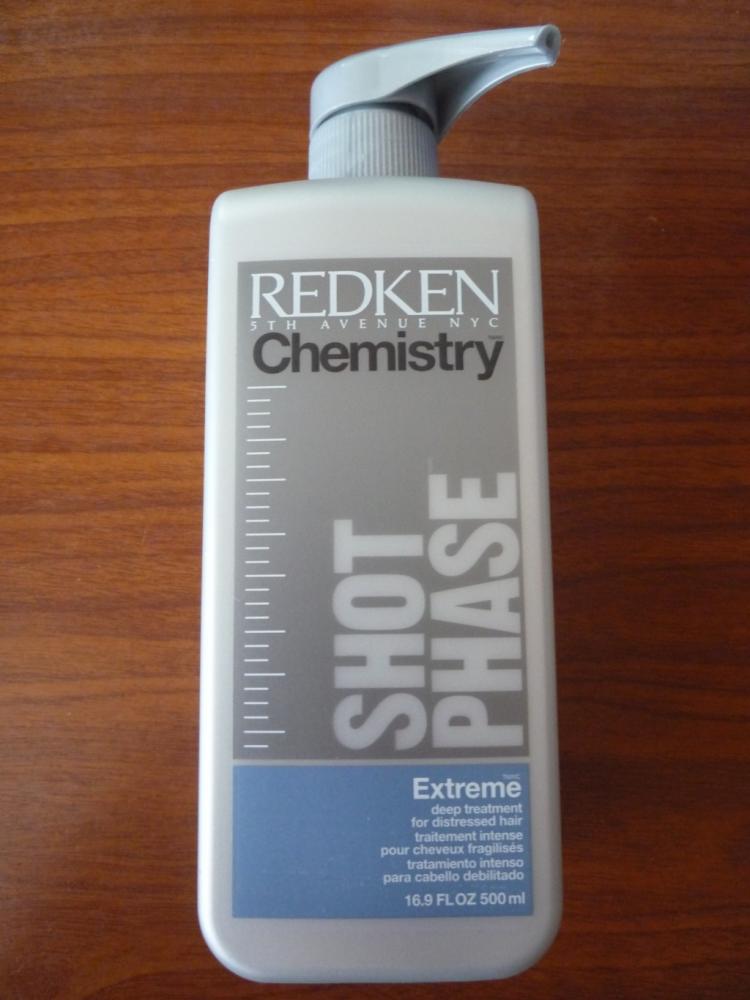 REDKEN
5TH AVENUE NYC
Chemistry
SHOT
PHASE
Extreme
deep treatment
for distressed hair
traitement intense
pour cheveux fragilisés
tratamiento intenso
para cabello debilitado
16.9 FL OZ 500 ml